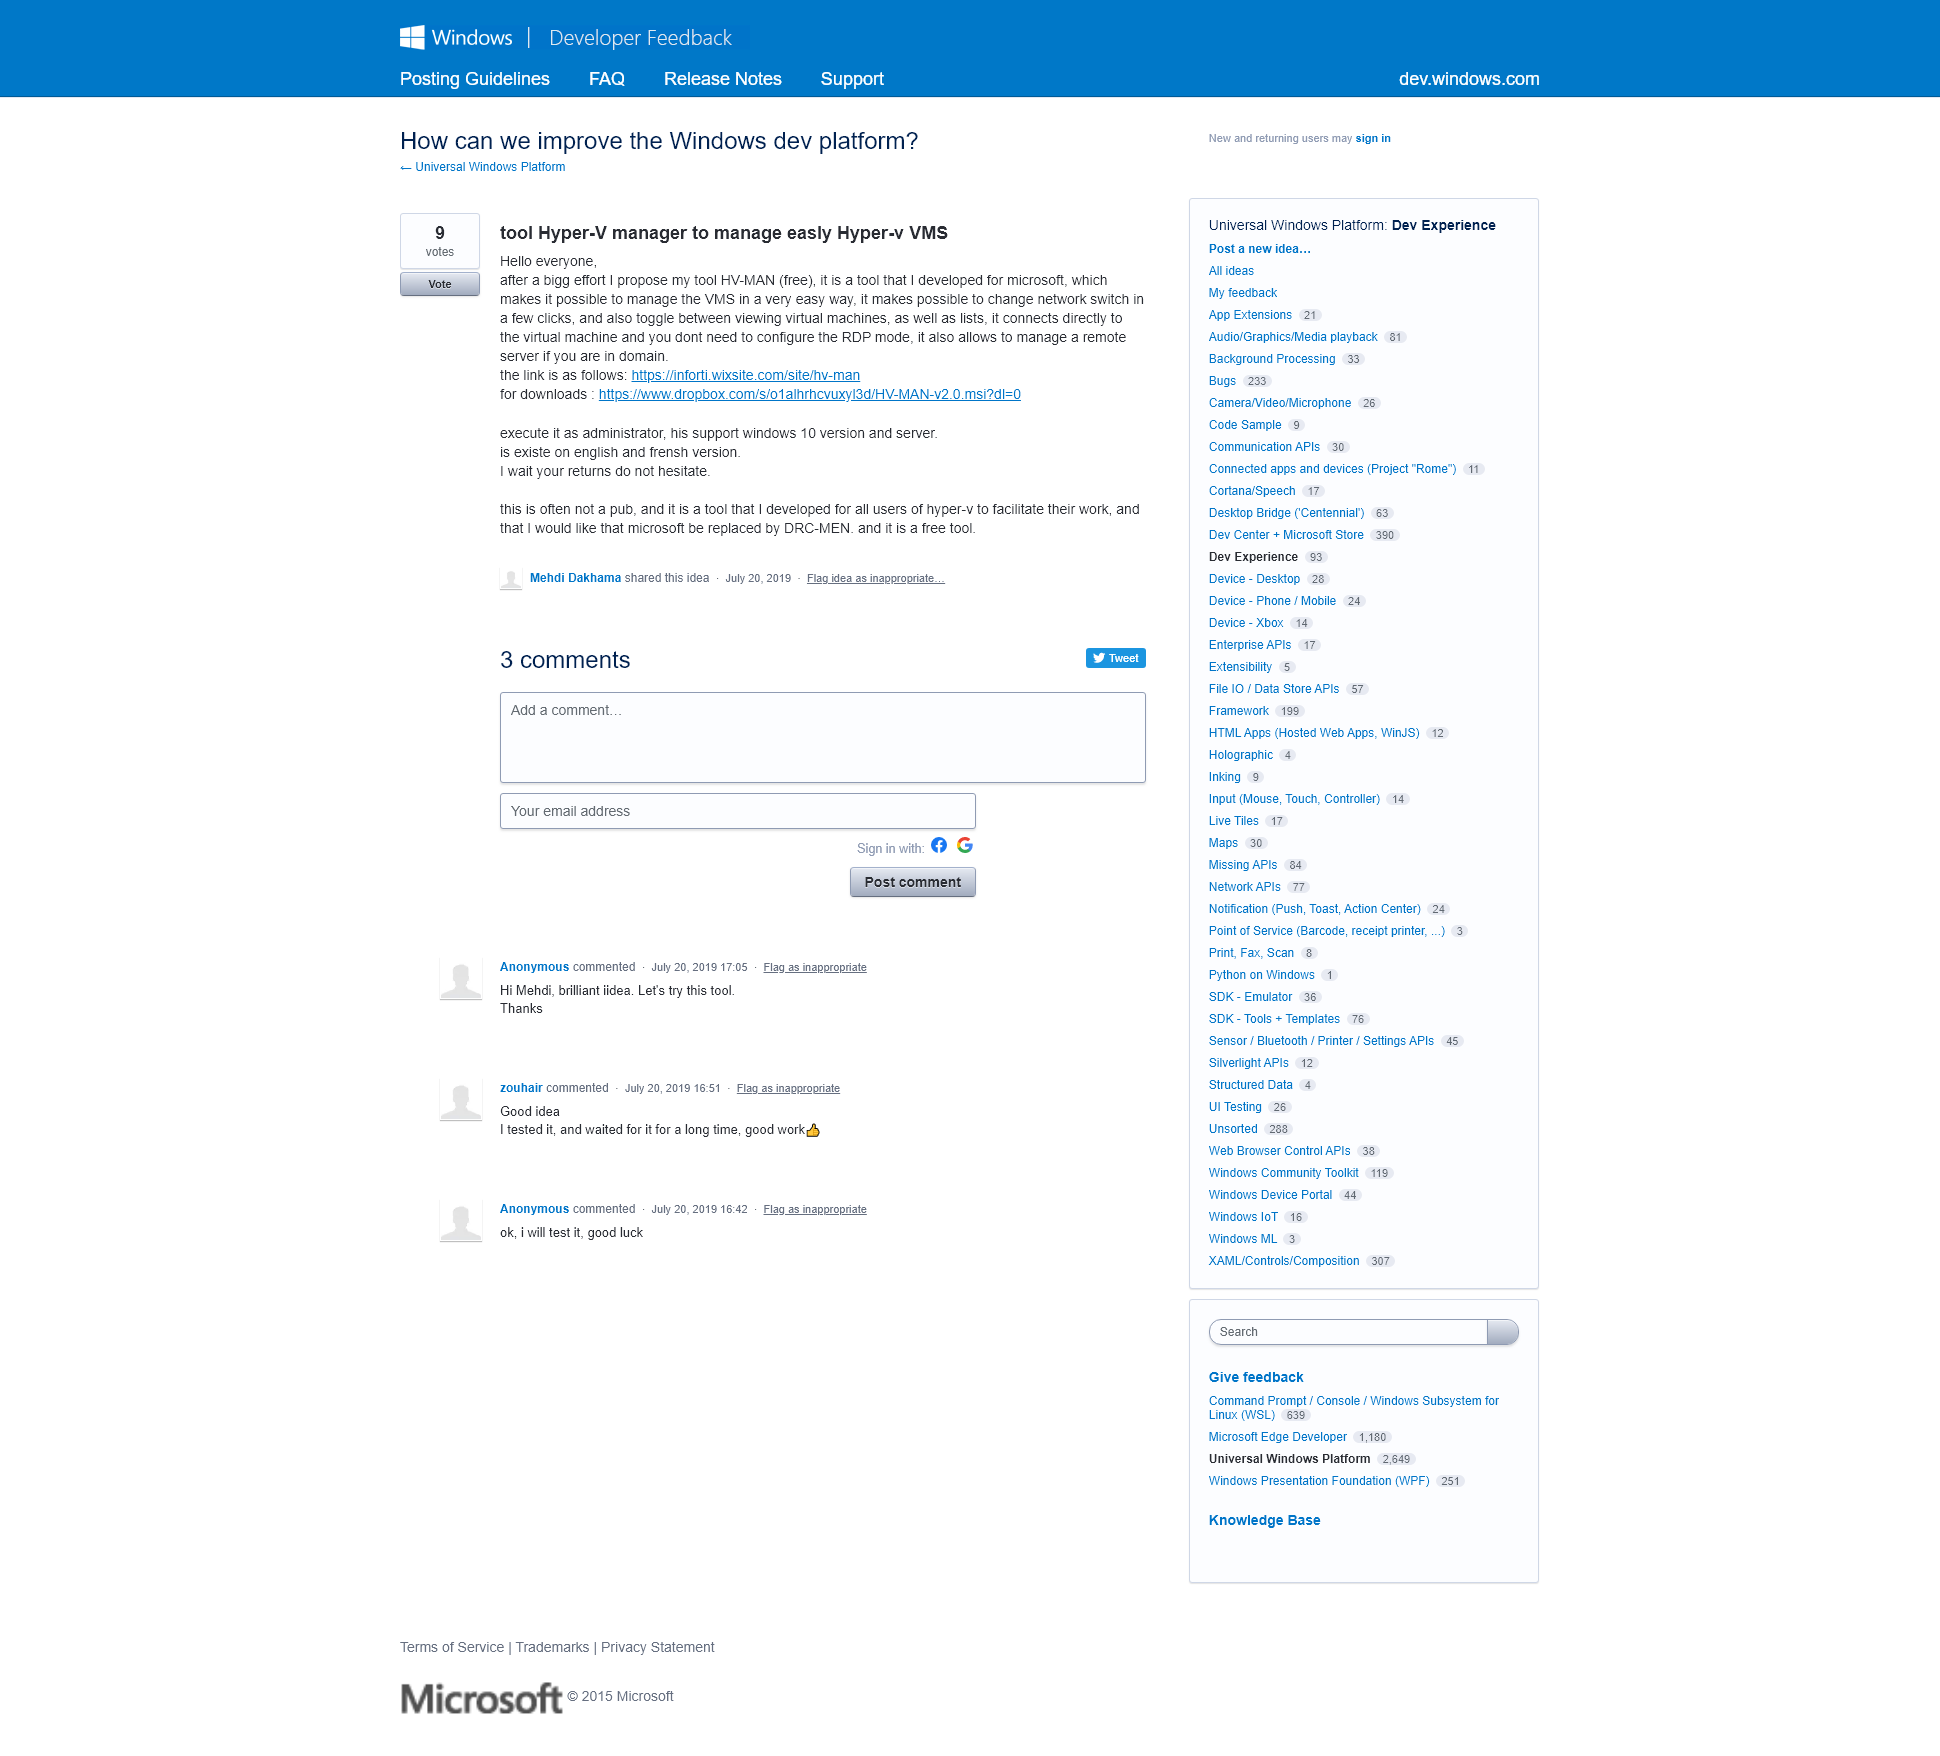 Windows | Developer Feedback
Posting Guidelines FAQ Release Notes Support dev.windows.com
How can we improve the Windows dev platform?
← Universal Windows Platform
New and returning users may sign in
9
votes
Vote
tool Hyper-V manager to manage easly Hyper-v VMS
Hello everyone,
after a bigg effort I propose my tool HV-MAN (free), it is a tool that I developed for microsoft, which
makes it possible to manage the VMS in a very easy way, it makes possible to change network switch in
a few clicks, and also toggle between viewing virtual machines, as well as lists, it connects directly to
the virtual machine and you dont need to configure the RDP mode, it also allows to manage a remote
server if you are in domain.
the link is as follows: https://inforti.wixsite.com/site/hv-man
for downloads : https://www.dropbox.com/s/o1alhrhcvuxyl3d/HV-MAN-v2.0.msi?dl=0
execute it as administrator, his support windows 10 version and server.
is existe on english and frensh version.
I wait your returns do not hesitate.
this is often not a pub, and it is a tool that I developed for all users of hyper-v to facilitate their work, and
that I would like that microsoft be replaced by DRC-MEN. and it is a free tool.
Mehdi Dakhama shared this idea · July 20, 2019 · Flag idea as inappropriate…
3 comments
Tweet
Add a comment…
Your email address
Sign in with:
Post comment
Anonymous commented · July 20, 2019 17:05 · Flag as inappropriate
Hi Mehdi, brilliant iidea. Let's try this tool.
Thanks
zouhair commented · July 20, 2019 16:51 · Flag as inappropriate
Good idea
I tested it, and waited for it for a long time, good work👍
Anonymous commented · July 20, 2019 16:42 · Flag as inappropriate
ok, i will test it, good luck
Universal Windows Platform: Dev Experience
Post a new idea…
All ideas
My feedback
App Extensions 21
Audio/Graphics/Media playback 81
Background Processing 33
Bugs 233
Camera/Video/Microphone 26
Code Sample 9
Communication APIs 30
Connected apps and devices (Project "Rome") 11
Cortana/Speech 17
Desktop Bridge ('Centennial') 63
Dev Center + Microsoft Store 390
Dev Experience 93
Device - Desktop 28
Device - Phone / Mobile 24
Device - Xbox 14
Enterprise APIs 17
Extensibility 5
File IO / Data Store APIs 57
Framework 199
HTML Apps (Hosted Web Apps, WinJS) 12
Holographic 4
Inking 9
Input (Mouse, Touch, Controller) 14
Live Tiles 17
Maps 30
Missing APIs 84
Network APIs 77
Notification (Push, Toast, Action Center) 24
Point of Service (Barcode, receipt printer, ...) 3
Print, Fax, Scan 8
Python on Windows 1
SDK - Emulator 36
SDK - Tools + Templates 76
Sensor / Bluetooth / Printer / Settings APIs 45
Silverlight APIs 12
Structured Data 4
UI Testing 26
Unsorted 288
Web Browser Control APIs 38
Windows Community Toolkit 119
Windows Device Portal 44
Windows IoT 16
Windows ML 3
XAML/Controls/Composition 307
Search
Give feedback
Command Prompt / Console / Windows Subsystem for
Linux (WSL) 639
Microsoft Edge Developer 1,180
Universal Windows Platform 2,649
Windows Presentation Foundation (WPF) 251
Knowledge Base
Terms of Service | Trademarks | Privacy Statement
Microsoft © 2015 Microsoft